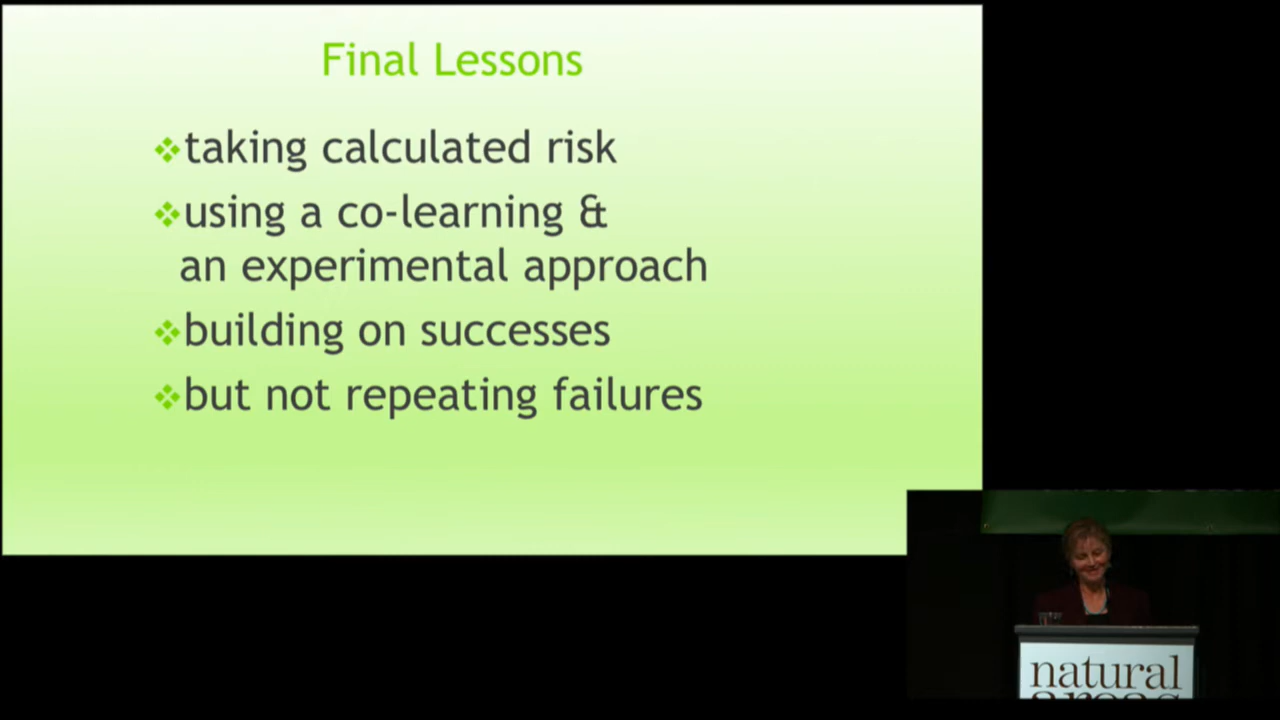 Final Lessons
taking calculated risk
using a co-learning &
an experimental approach
building on successes
but not repeating failures
natural
areas